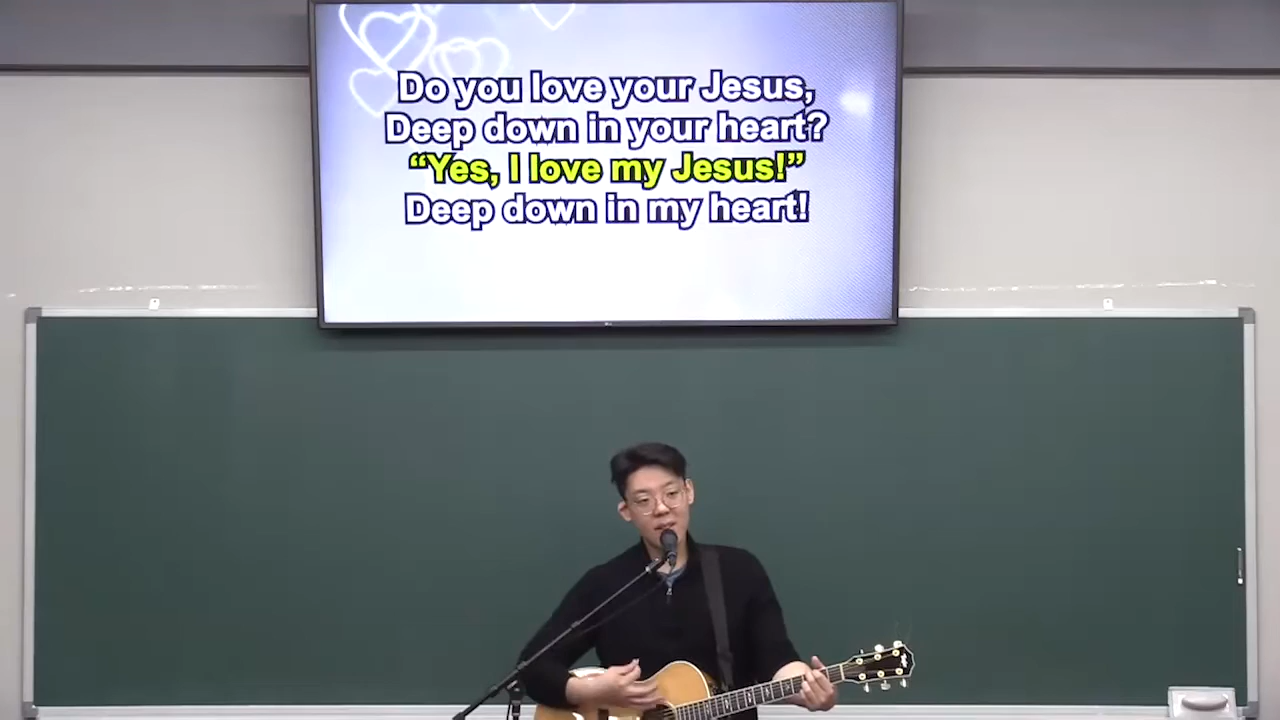 Do you love your Jesus,
Deep down in your heart?
“Yes, I love my Jesus!”
Deep down in my heart!